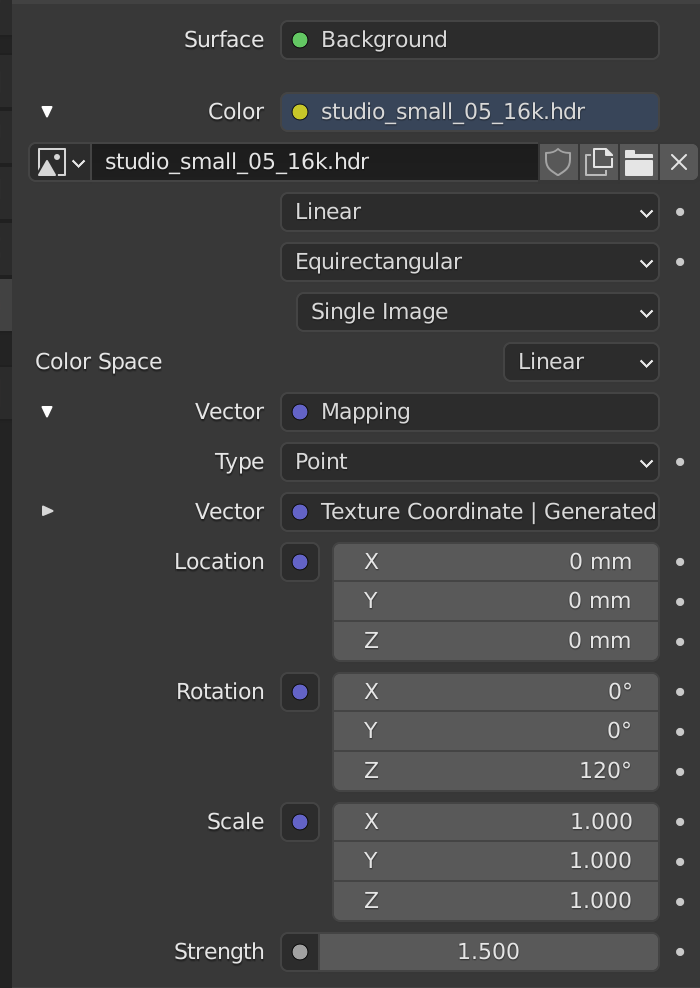 Surface Background
Color studio_small_05_16k.hdr
studio_small_05_16k.hdr
Linear
Equirectangular
Single Image
Color Space Linear
Vector Mapping
Type Point
Vector Texture Coordinate | Generated
Location X 0 mm
Y 0 mm
Z 0 mm
Rotation X 0°
Y 0°
Z 120°
Scale X 1.000
Y 1.000
Z 1.000
Strength 1.500